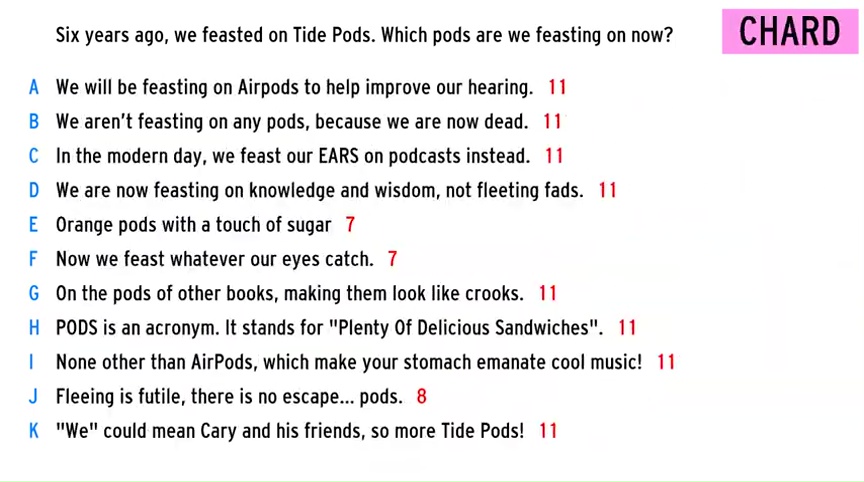 Six years ago, we feasted on Tide Pods. Which pods are we feasting on now?
CHARD
A We will be feasting on Airpods to help improve our hearing. 11
B We aren't feasting on any pods, because we are now dead. 11
C In the modern day, we feast our EARS on podcasts instead. 11
D We are now feasting on knowledge and wisdom, not fleeting fads. 11
E Orange pods with a touch of sugar 7
F Now we feast whatever our eyes catch. 7
G On the pods of other books, making them look like crooks. 11
H PODS is an acronym. It stands for "Plenty Of Delicious Sandwiches". 11
I None other than AirPods, which make your stomach emanate cool music! 11
J Fleeing is futile, there is no escape... pods. 8
K "We" could mean Cary and his friends, so more Tide Pods! 11